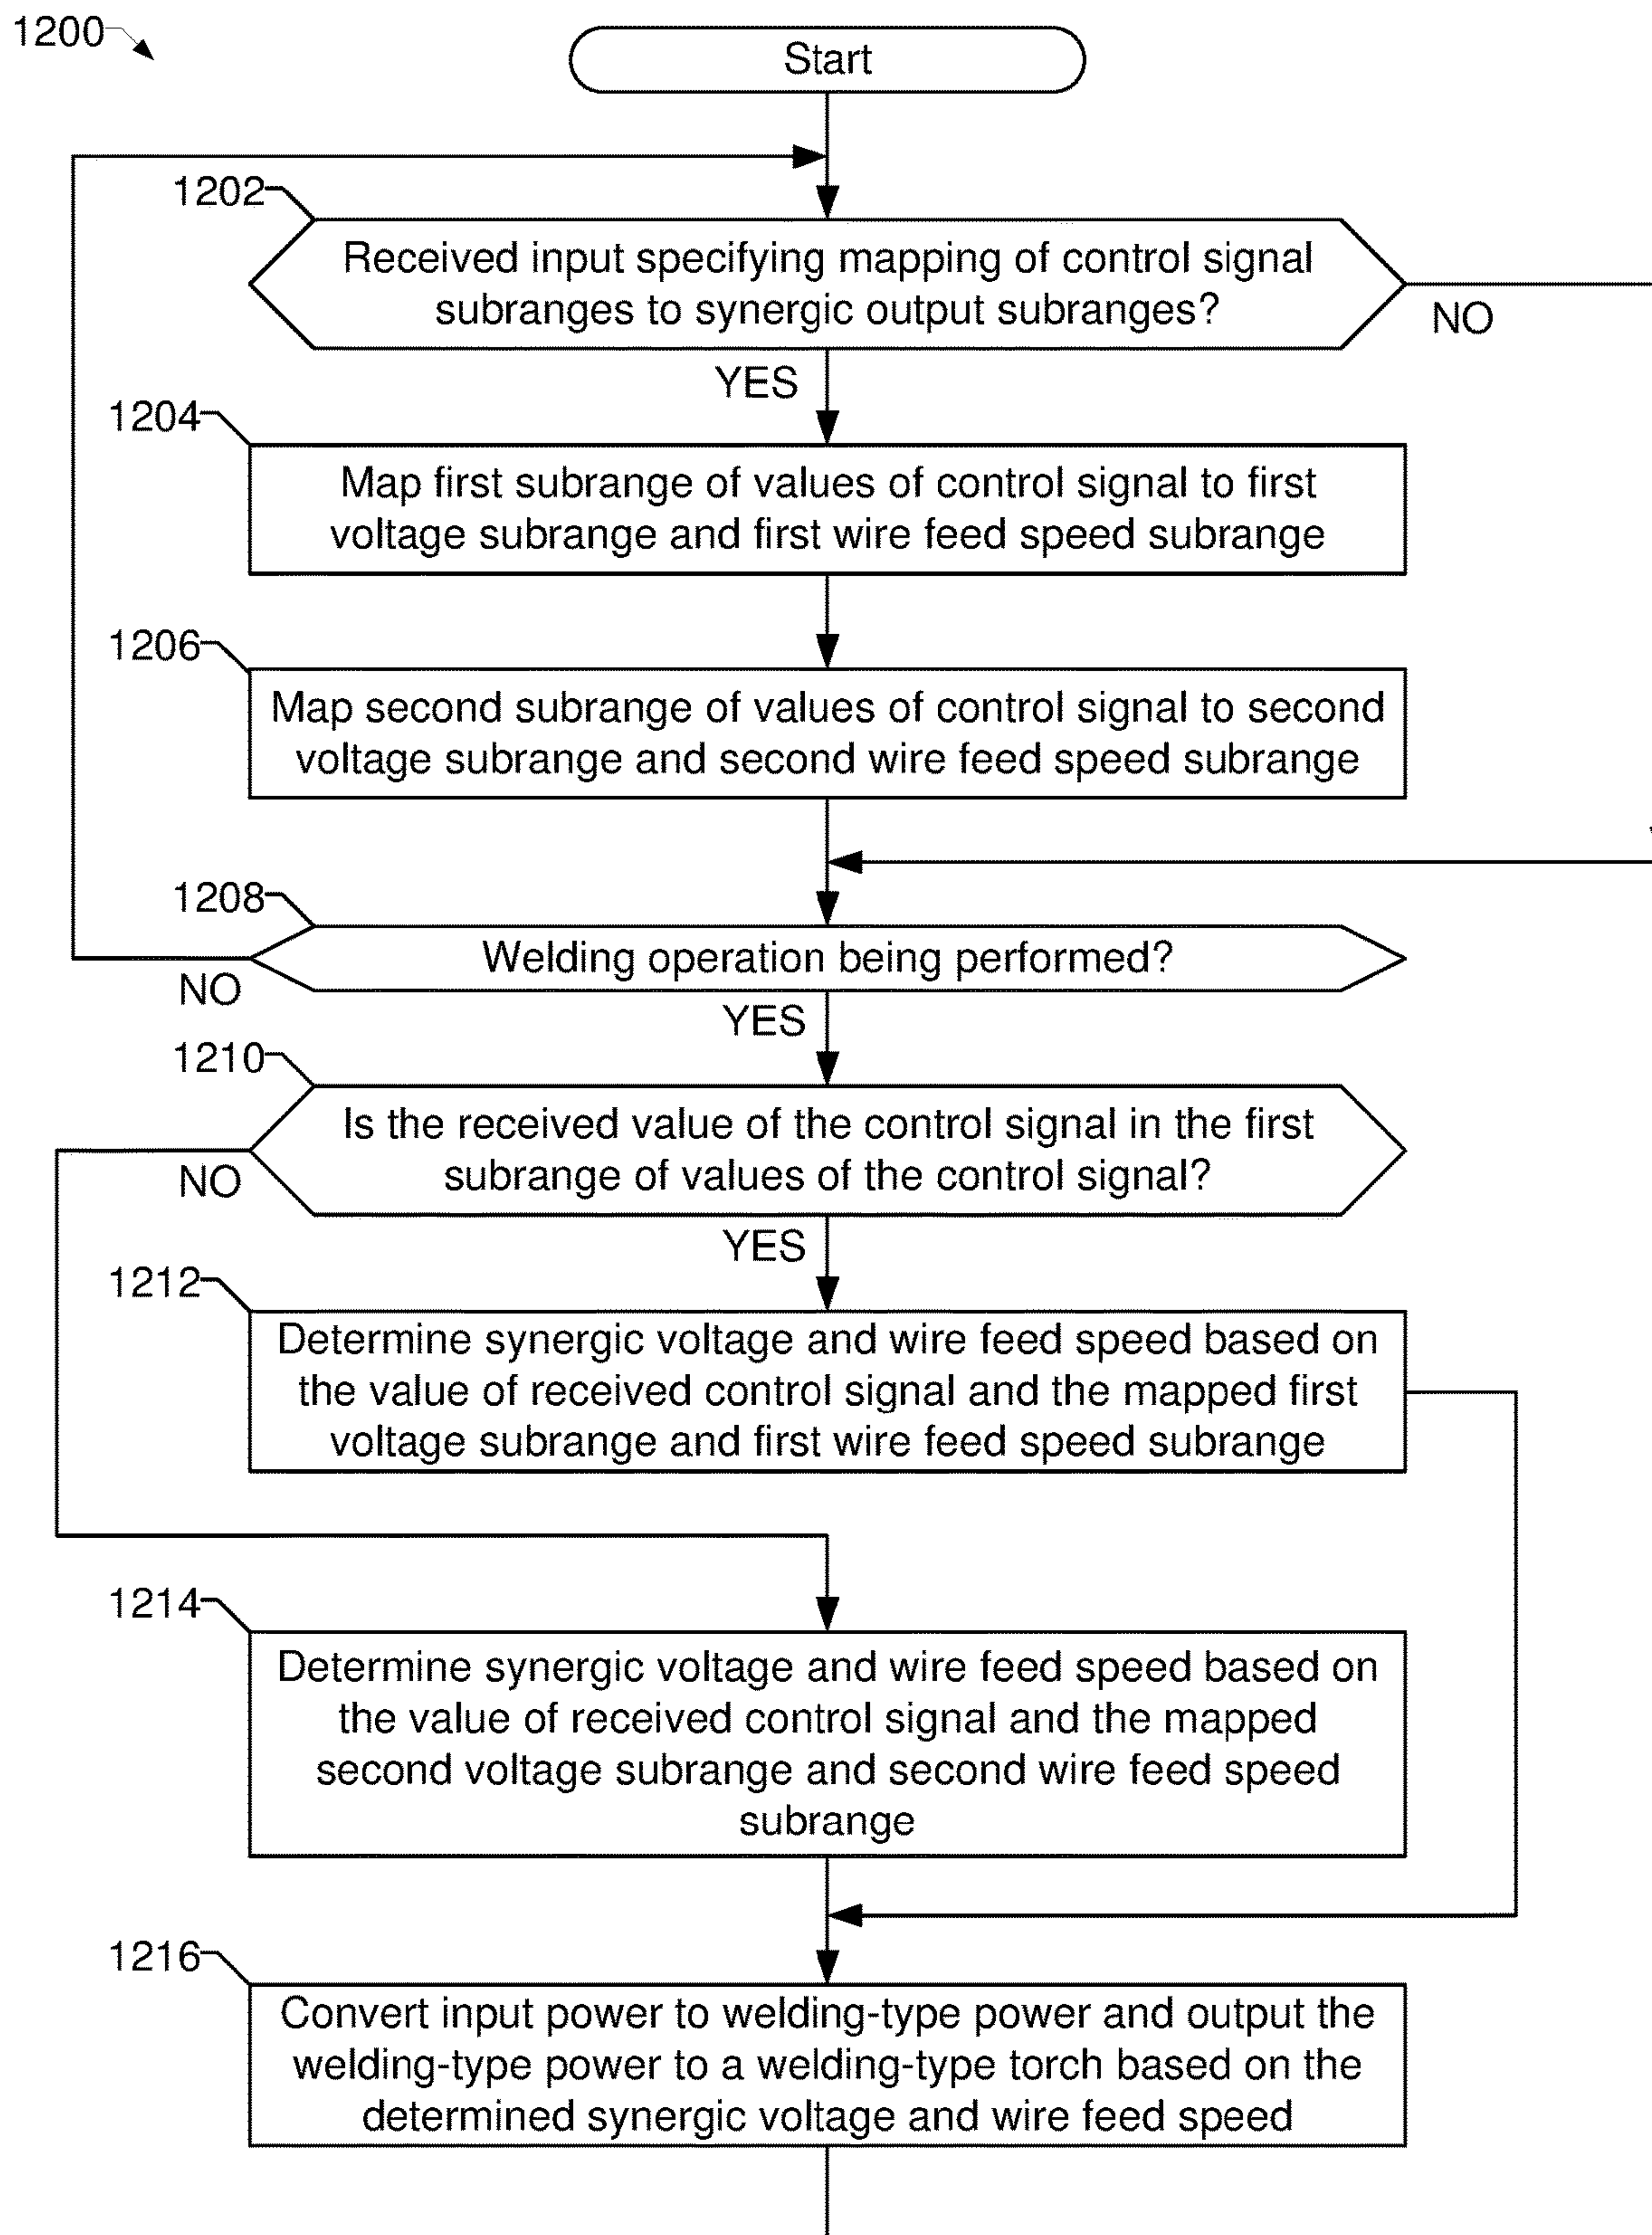 1200
Start
1202
Received input specifying mapping of control signal
subranges to synergic output subranges?
NO
YES
1204
Map first subrange of values of control signal to first
voltage subrange and first wire feed speed subrange
1206
Map second subrange of values of control signal to second
voltage subrange and second wire feed speed subrange
1208
Welding operation being performed?
NO
YES
1210
Is the received value of the control signal in the first
subrange of values of the control signal?
NO
YES
1212
Determine synergic voltage and wire feed speed based on
the value of received control signal and the mapped first
voltage subrange and first wire feed speed subrange
1214
Determine synergic voltage and wire feed speed based on
the value of received control signal and the mapped
second voltage subrange and second wire feed speed
subrange
1216
Convert input power to welding-type power and output the
welding-type power to a welding-type torch based on the
determined synergic voltage and wire feed speed